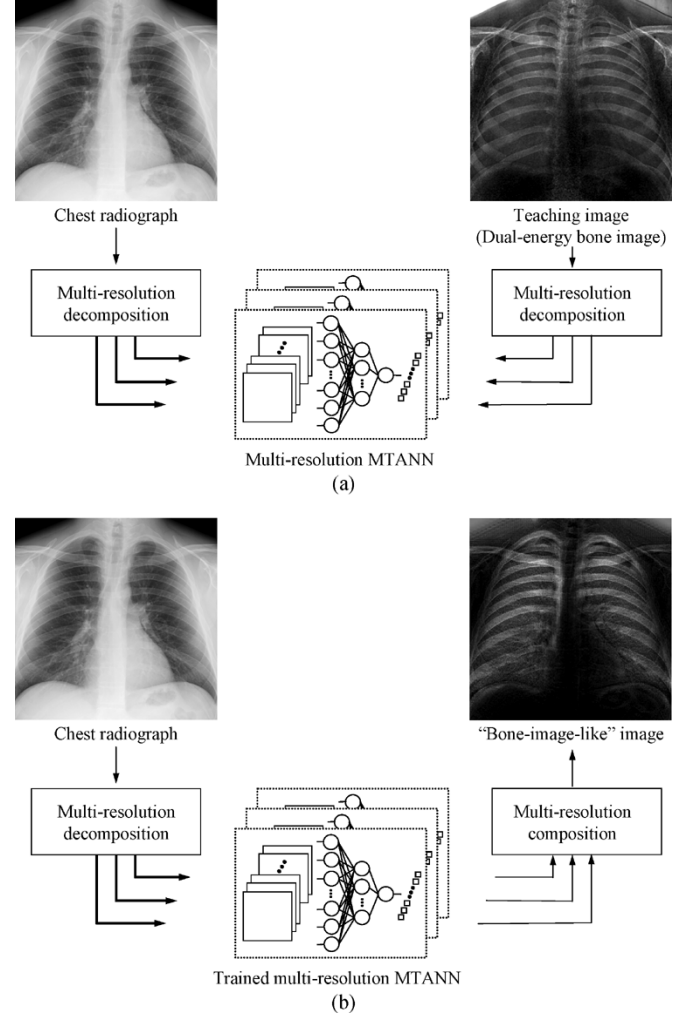 Chest radiograph
Teaching image
(Dual-energy bone image)
Multi-resolution
decomposition
Multi-resolution
decomposition
Multi-resolution MTANN
(a)
Chest radiograph
“Bone-image-like” image
Multi-resolution
decomposition
Multi-resolution
composition
Trained multi-resolution MTANN
(b)